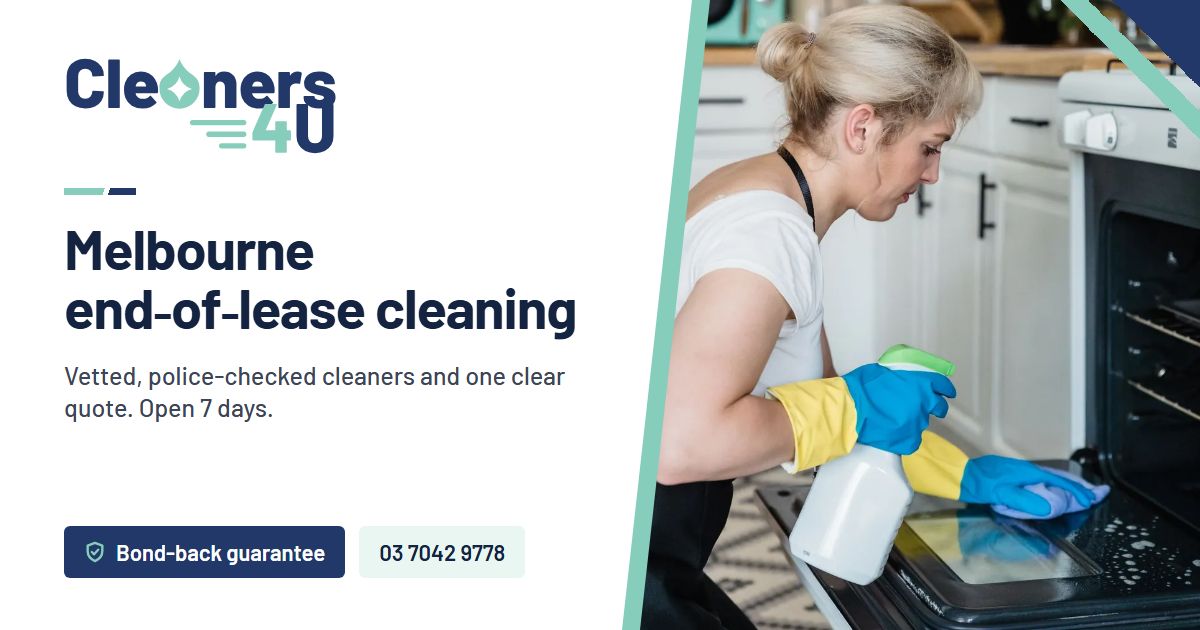 Cleaners
4U
Melbourne
end-of-lease cleaning
Vetted, police-checked cleaners and one clear
quote. Open 7 days.
Bond-back guarantee
03 7042 9778